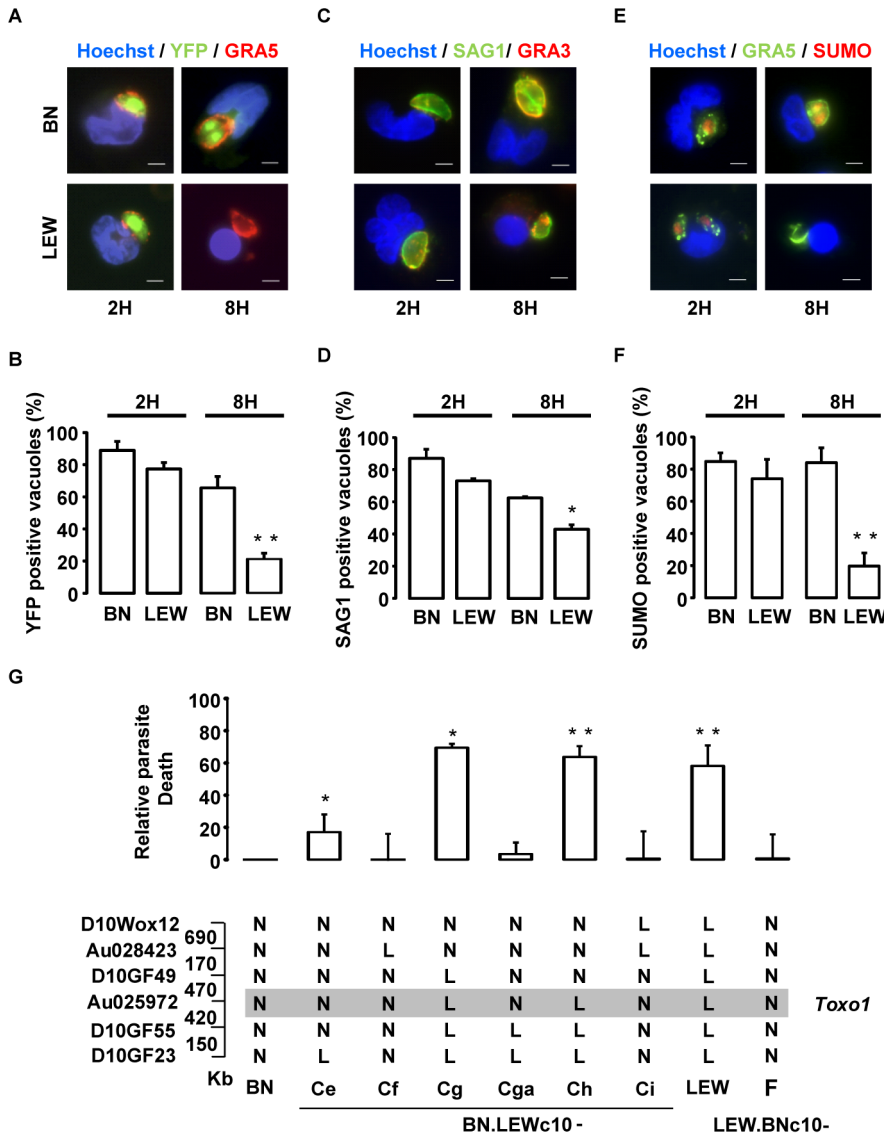 A
C
E
Hoechst / YFP / GRA5
Hoechst / SAG1/ GRA3
Hoechst / GRA5 / SUMO
BN
LEW
2H
8H
2H
8H
2H
8H
B
D
F
2H
8H
YFP positive vacuoles (%)
100
80
60
40
20
0
* *
BN
LEW
BN
LEW
2H
8H
SAG1 positive vacuoles (%)
100
80
60
40
20
0
*
BN
LEW
BN
LEW
2H
8H
SUMO positive vacuoles (%)
100
80
60
40
20
0
* *
BN
LEW
BN
LEW
G
Relative parasite
Death
100
80
60
40
20
0
*
*
* *
* *
D10Wox12 N N N N N N L L N
690
Au028423 N N L N N N L L N
170
D10GF49 N N N L N N N L N
470
Au025972 N N N L N L N L N Toxo1
420
D10GF55 N N N L L L N L N
150
D10GF23 N L N L L L N L N
Kb BN Ce Cf Cg Cga Ch Ci LEW F
BN.LEWc10 - LEW.BNc10-